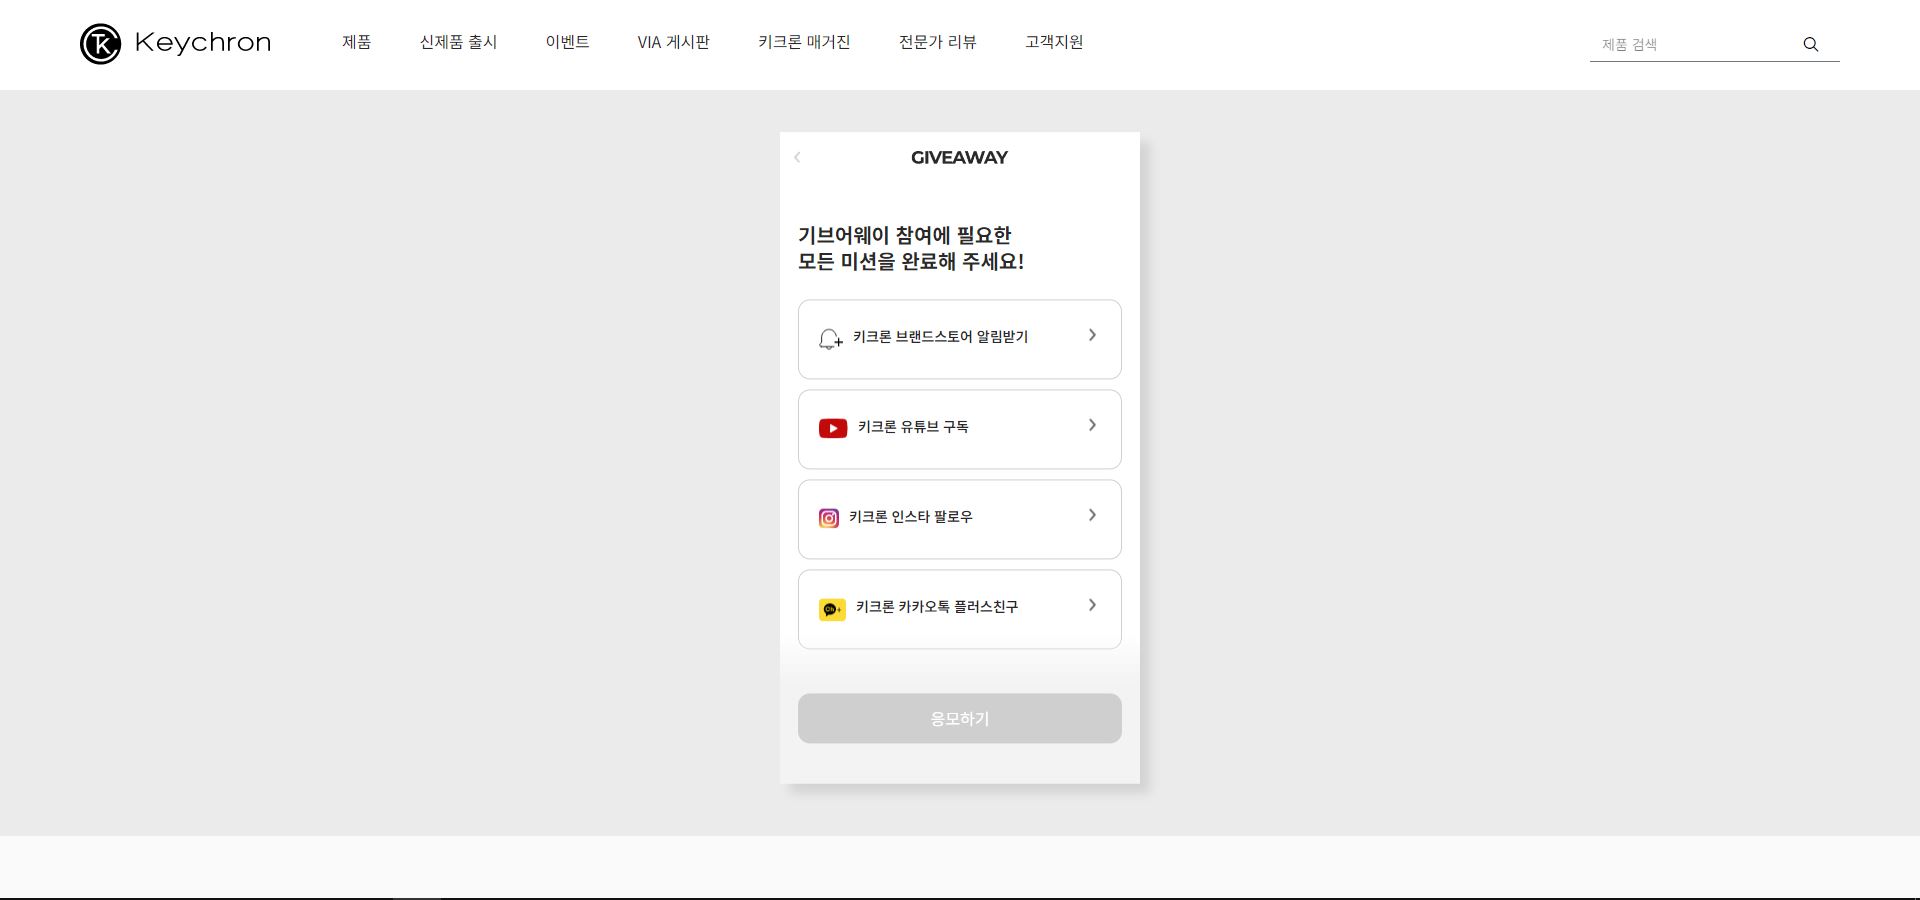 Keychron
제품
신제품 출시
이벤트
VIA 게시판
키크론 매거진
전문가 리뷰
고객지원
제품 검색
GIVEAWAY
기브어웨이 참여에 필요한
모든 미션을 완료해 주세요!
키크론 브랜드스토어 알림받기
키크론 유튜브 구독
키크론 인스타 팔로우
키크론 카카오톡 플러스친구
응모하기